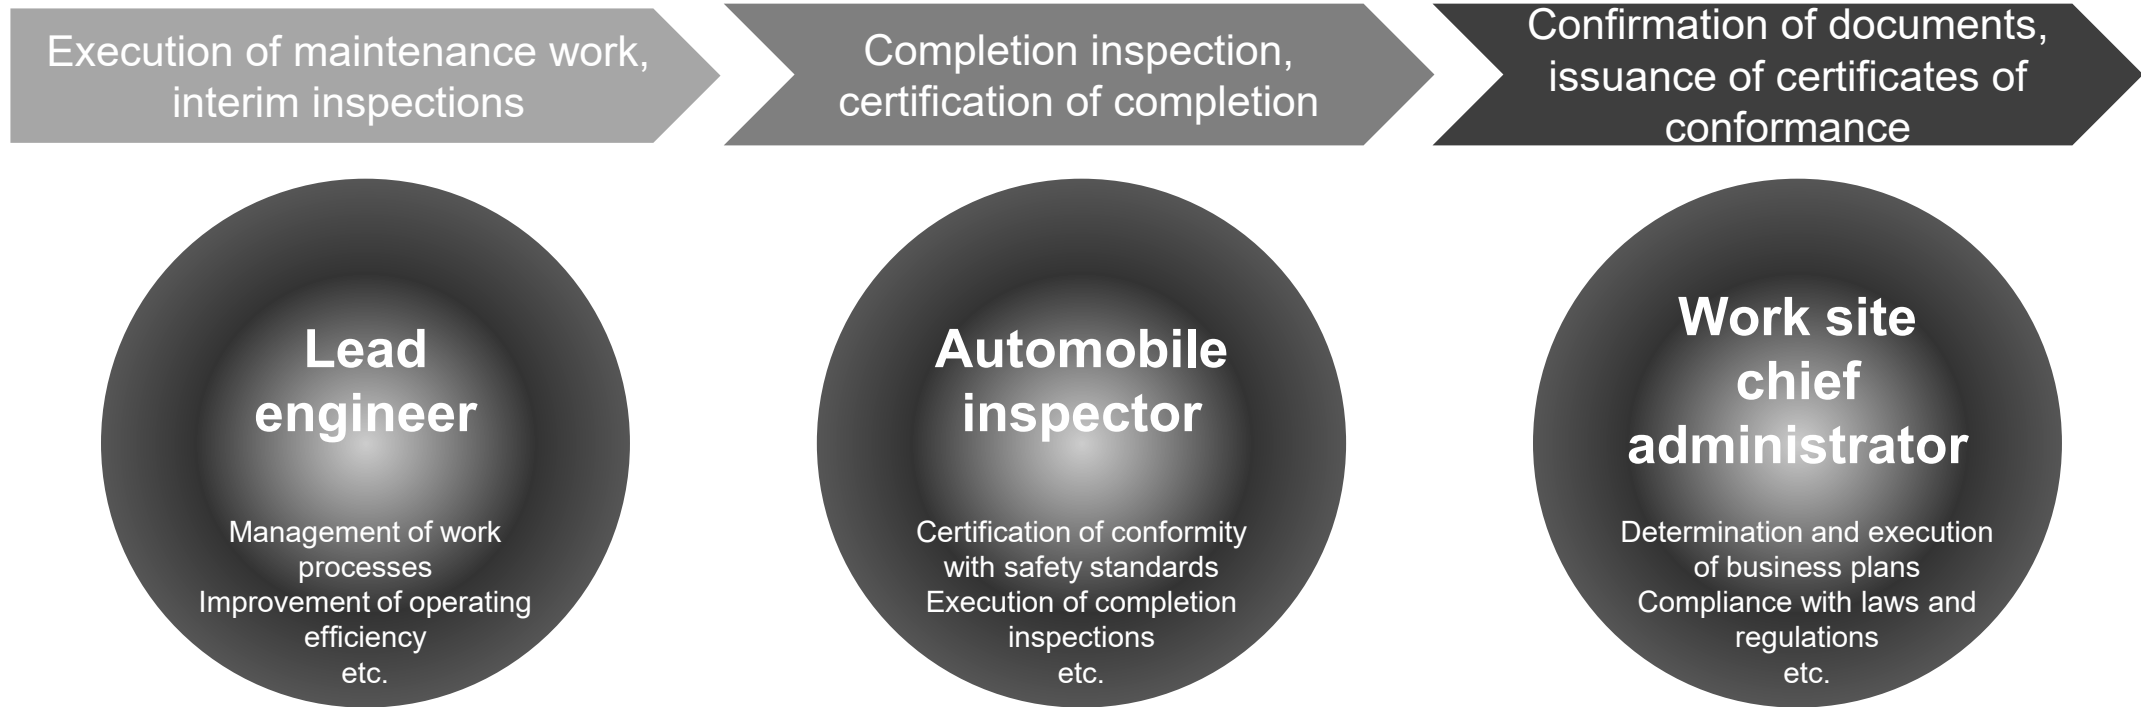 Execution of maintenance work,
interim inspections
Completion inspection,
certification of completion
Confirmation of documents,
issuance of certificates of
conformance
Lead
engineer
Management of work
processes
Improvement of operating
efficiency
etc.
Automobile
inspector
Certification of conformity
with safety standards
Execution of completion
inspections
etc.
Work site
chief
administrator
Determination and execution
of business plans
Compliance with laws and
regulations
etc.